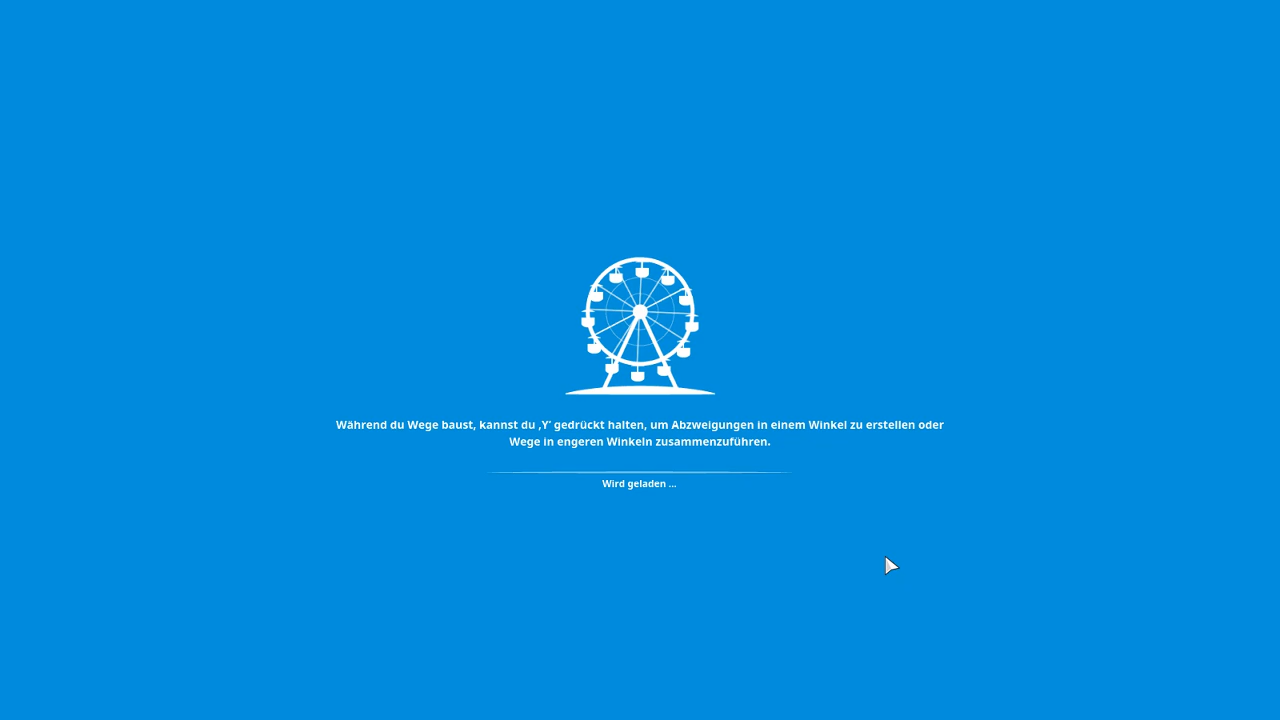 Während du Wege baust, kannst du ‚Y‘ gedrückt halten, um Abzweigungen in einem Winkel zu erstellen oder
Wege in engeren Winkeln zusammenzuführen.
Wird geladen ...